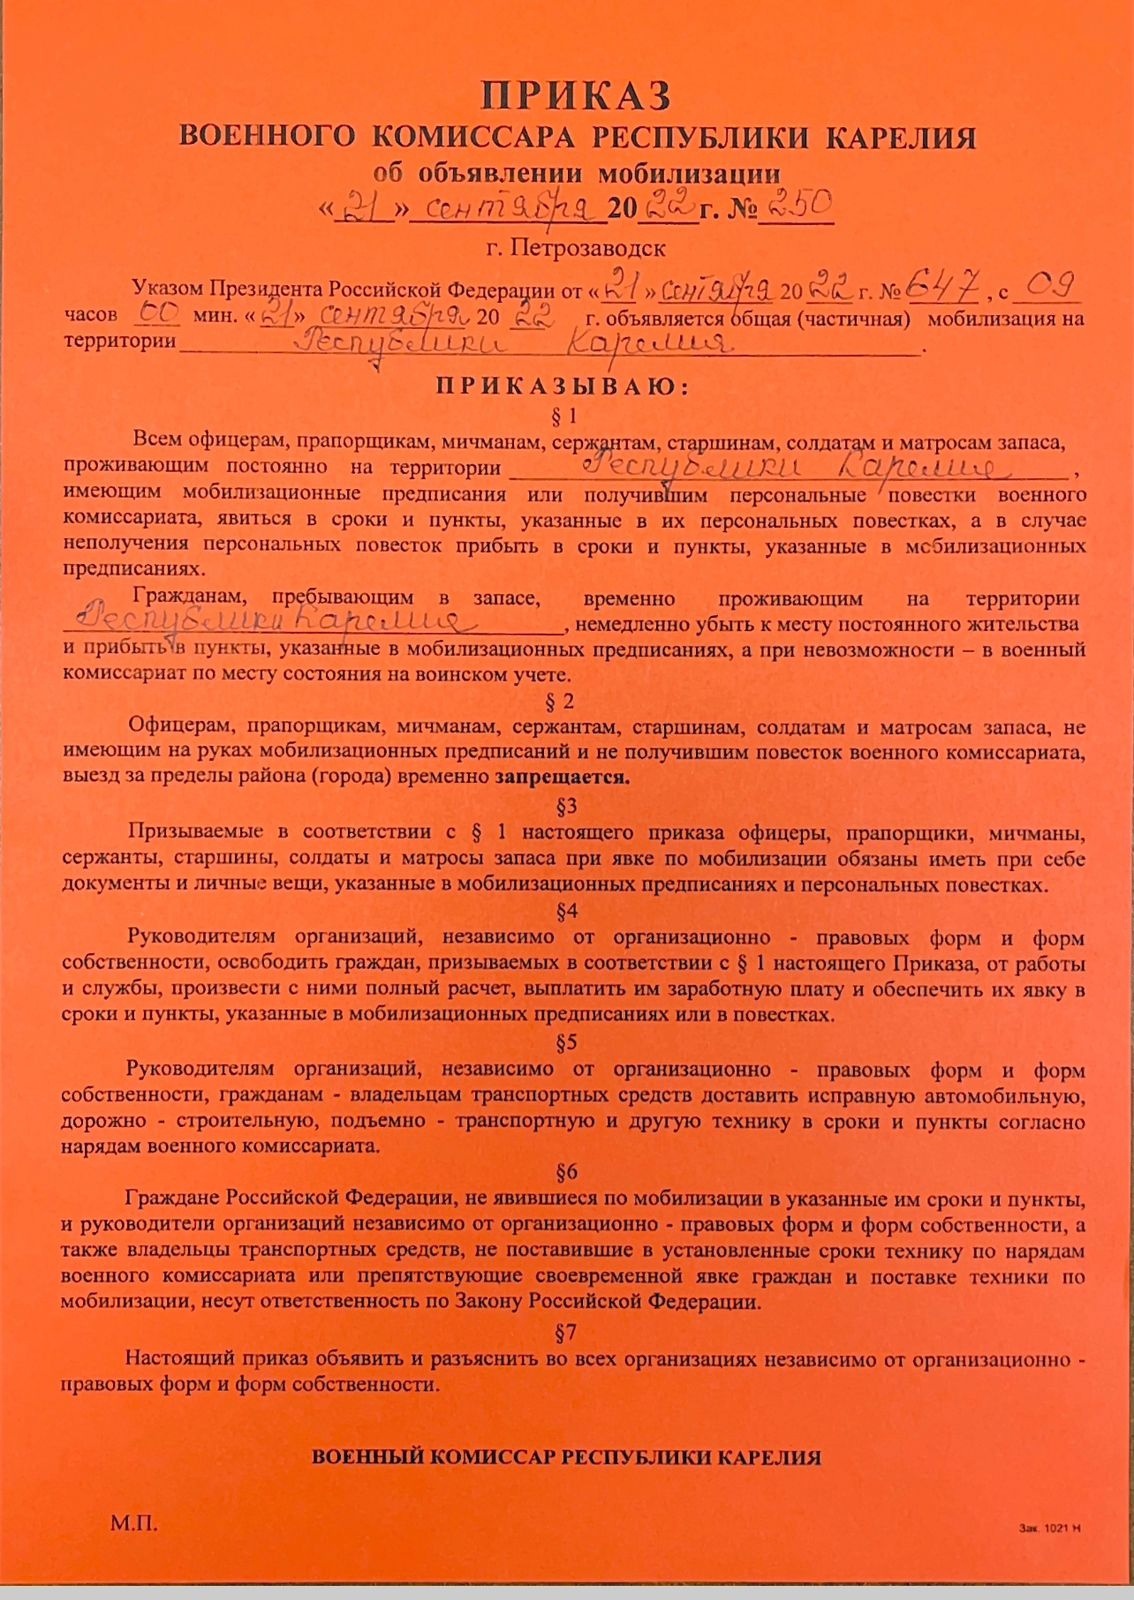 ПРИКАЗ
ВОЕННОГО КОМИССАРА РЕСПУБЛИКИ КАРЕЛИЯ
об объявлении мобилизации
« 21 » сентября 20 22 г. № 250
г. Петрозаводск
Указом Президента Российской Федерации от « 21 » сентября 20 22 г. № 647 , с 09
часов 00 мин. « 21 » сентября 20 22 г. объявляется общая (частичная) мобилизация на
территории Республики Карелия .
ПРИКАЗЫВАЮ:
§ 1
Всем офицерам, прапорщикам, мичманам, сержантам, старшинам, солдатам и матросам запаса,
проживающим постоянно на территории Республики Карелия ,
имеющим мобилизационные предписания или получившим персональные повестки военного
комиссариата, явиться в сроки и пункты, указанные в их персональных повестках, а в случае
неполучения персональных повесток прибыть в сроки и пункты, указанные в мобилизационных
предписаниях.
Гражданам, пребывающим в запасе, временно проживающим на территории
Республики Карелия , немедленно убыть к месту постоянного жительства
и прибыть в пункты, указанные в мобилизационных предписаниях, а при невозможности – в военный
комиссариат по месту состояния на воинском учете.
§ 2
Офицерам, прапорщикам, мичманам, сержантам, старшинам, солдатам и матросам запаса, не
имеющим на руках мобилизационных предписаний и не получившим повесток военного комиссариата,
выезд за пределы района (города) временно запрещается.
§3
Призываемые в соответствии с § 1 настоящего приказа офицеры, прапорщики, мичманы,
сержанты, старшины, солдаты и матросы запаса при явке по мобилизации обязаны иметь при себе
документы и личные вещи, указанные в мобилизационных предписаниях и персональных повестках.
§4
Руководителям организаций, независимо от организационно - правовых форм и форм
собственности, освободить граждан, призываемых в соответствии с § 1 настоящего Приказа, от работы
и службы, произвести с ними полный расчет, выплатить им заработную плату и обеспечить их явку в
сроки и пункты, указанные в мобилизационных предписаниях или в повестках.
§5
Руководителям организаций, независимо от организационно - правовых форм и форм
собственности, гражданам - владельцам транспортных средств доставить исправную автомобильную,
дорожно - строительную, подъемно - транспортную и другую технику в сроки и пункты согласно
нарядам военного комиссариата.
§6
Граждане Российской Федерации, не явившиеся по мобилизации в указанные им сроки и пункты,
и руководители организаций независимо от организационно - правовых форм и форм собственности, а
также владельцы транспортных средств, не поставившие в установленные сроки технику по нарядам
военного комиссариата или препятствующие своевременной явке граждан и поставке техники по
мобилизации, несут ответственность по Закону Российской Федерации.
§7
Настоящий приказ объявить и разъяснить во всех организациях независимо от организационно -
правовых форм и форм собственности.
ВОЕННЫЙ КОМИССАР РЕСПУБЛИКИ КАРЕЛИЯ
М.П.
Зак. 1021 Н